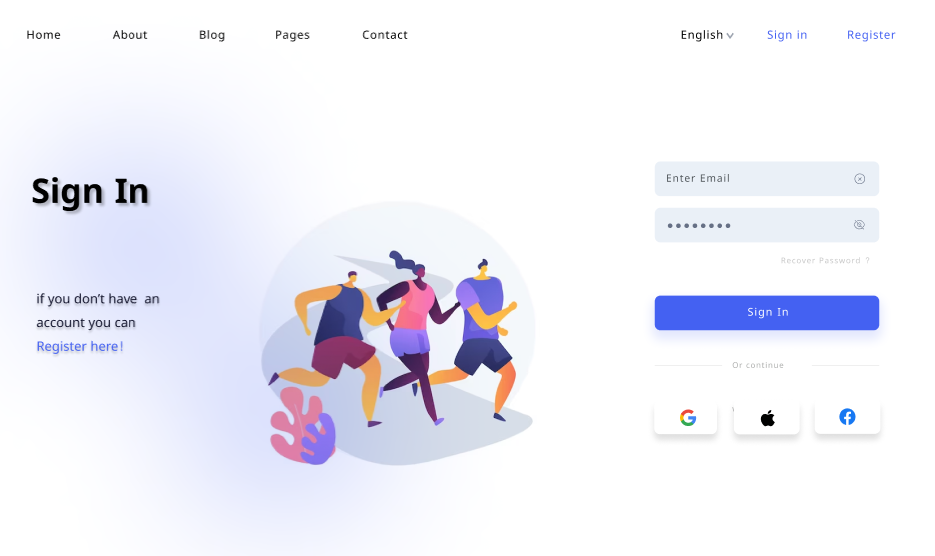 Home About Blog Pages Contact English Sign in Register
Sign In
if you don’t have an
account you can
Register here!
Enter Email
Recover Password ?
Sign In
Or continue